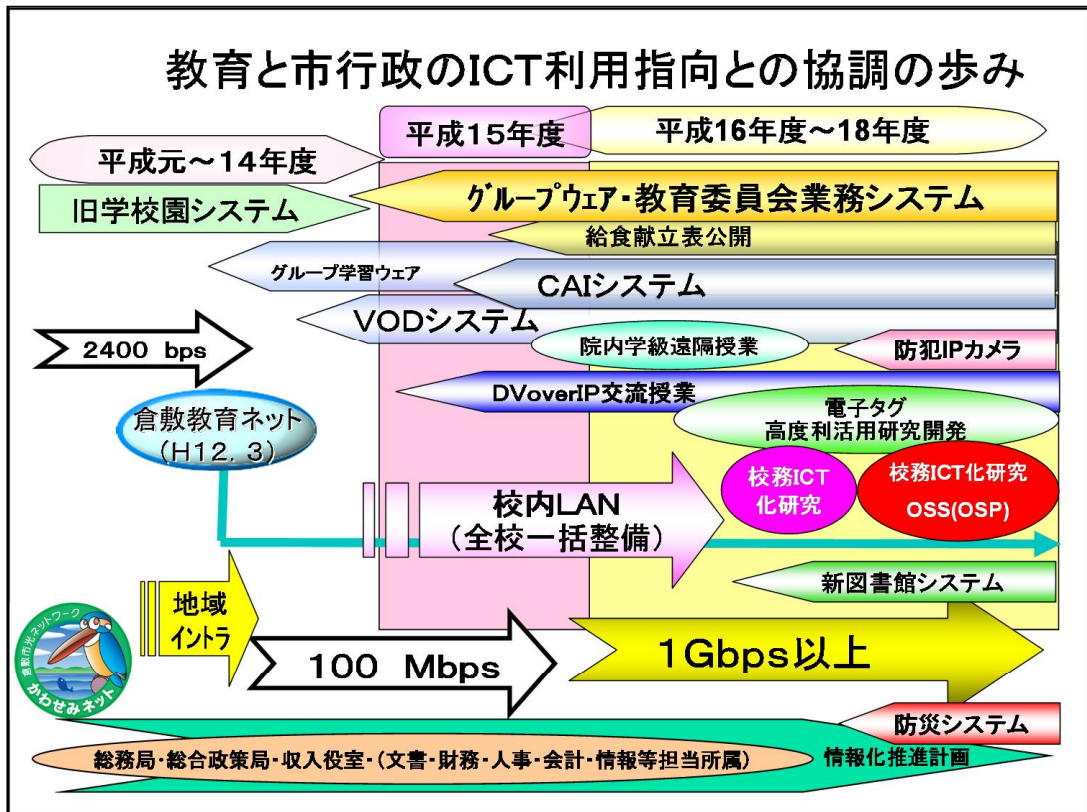 教育と市行政のICT利用指向との協調の歩み
平成15年度
平成16年度～18年度
平成元～14年度
旧学校園システム
グループウェア・教育委員会業務システム
給食献立表公開
グループ学習ウェア
CAIシステム
VODシステム
2400 bps
院内学級遠隔授業
防犯IPカメラ
DVoverIP交流授業
倉敷教育ネット
(H12.3)
電子タグ
高度利活用研究開発
校務ICT
化研究
校務ICT化研究
OSS(OSP)
校内LAN
(全校一括整備)
新図書館システム
地域
イントラ
倉敷市光ネットワーク
かわせみネット
100 Mbps
1Gbps以上
防災システム
総務局・総合政策局・収入役室・(文書・財務・人事・会計・情報等担当所属)
情報化推進計画